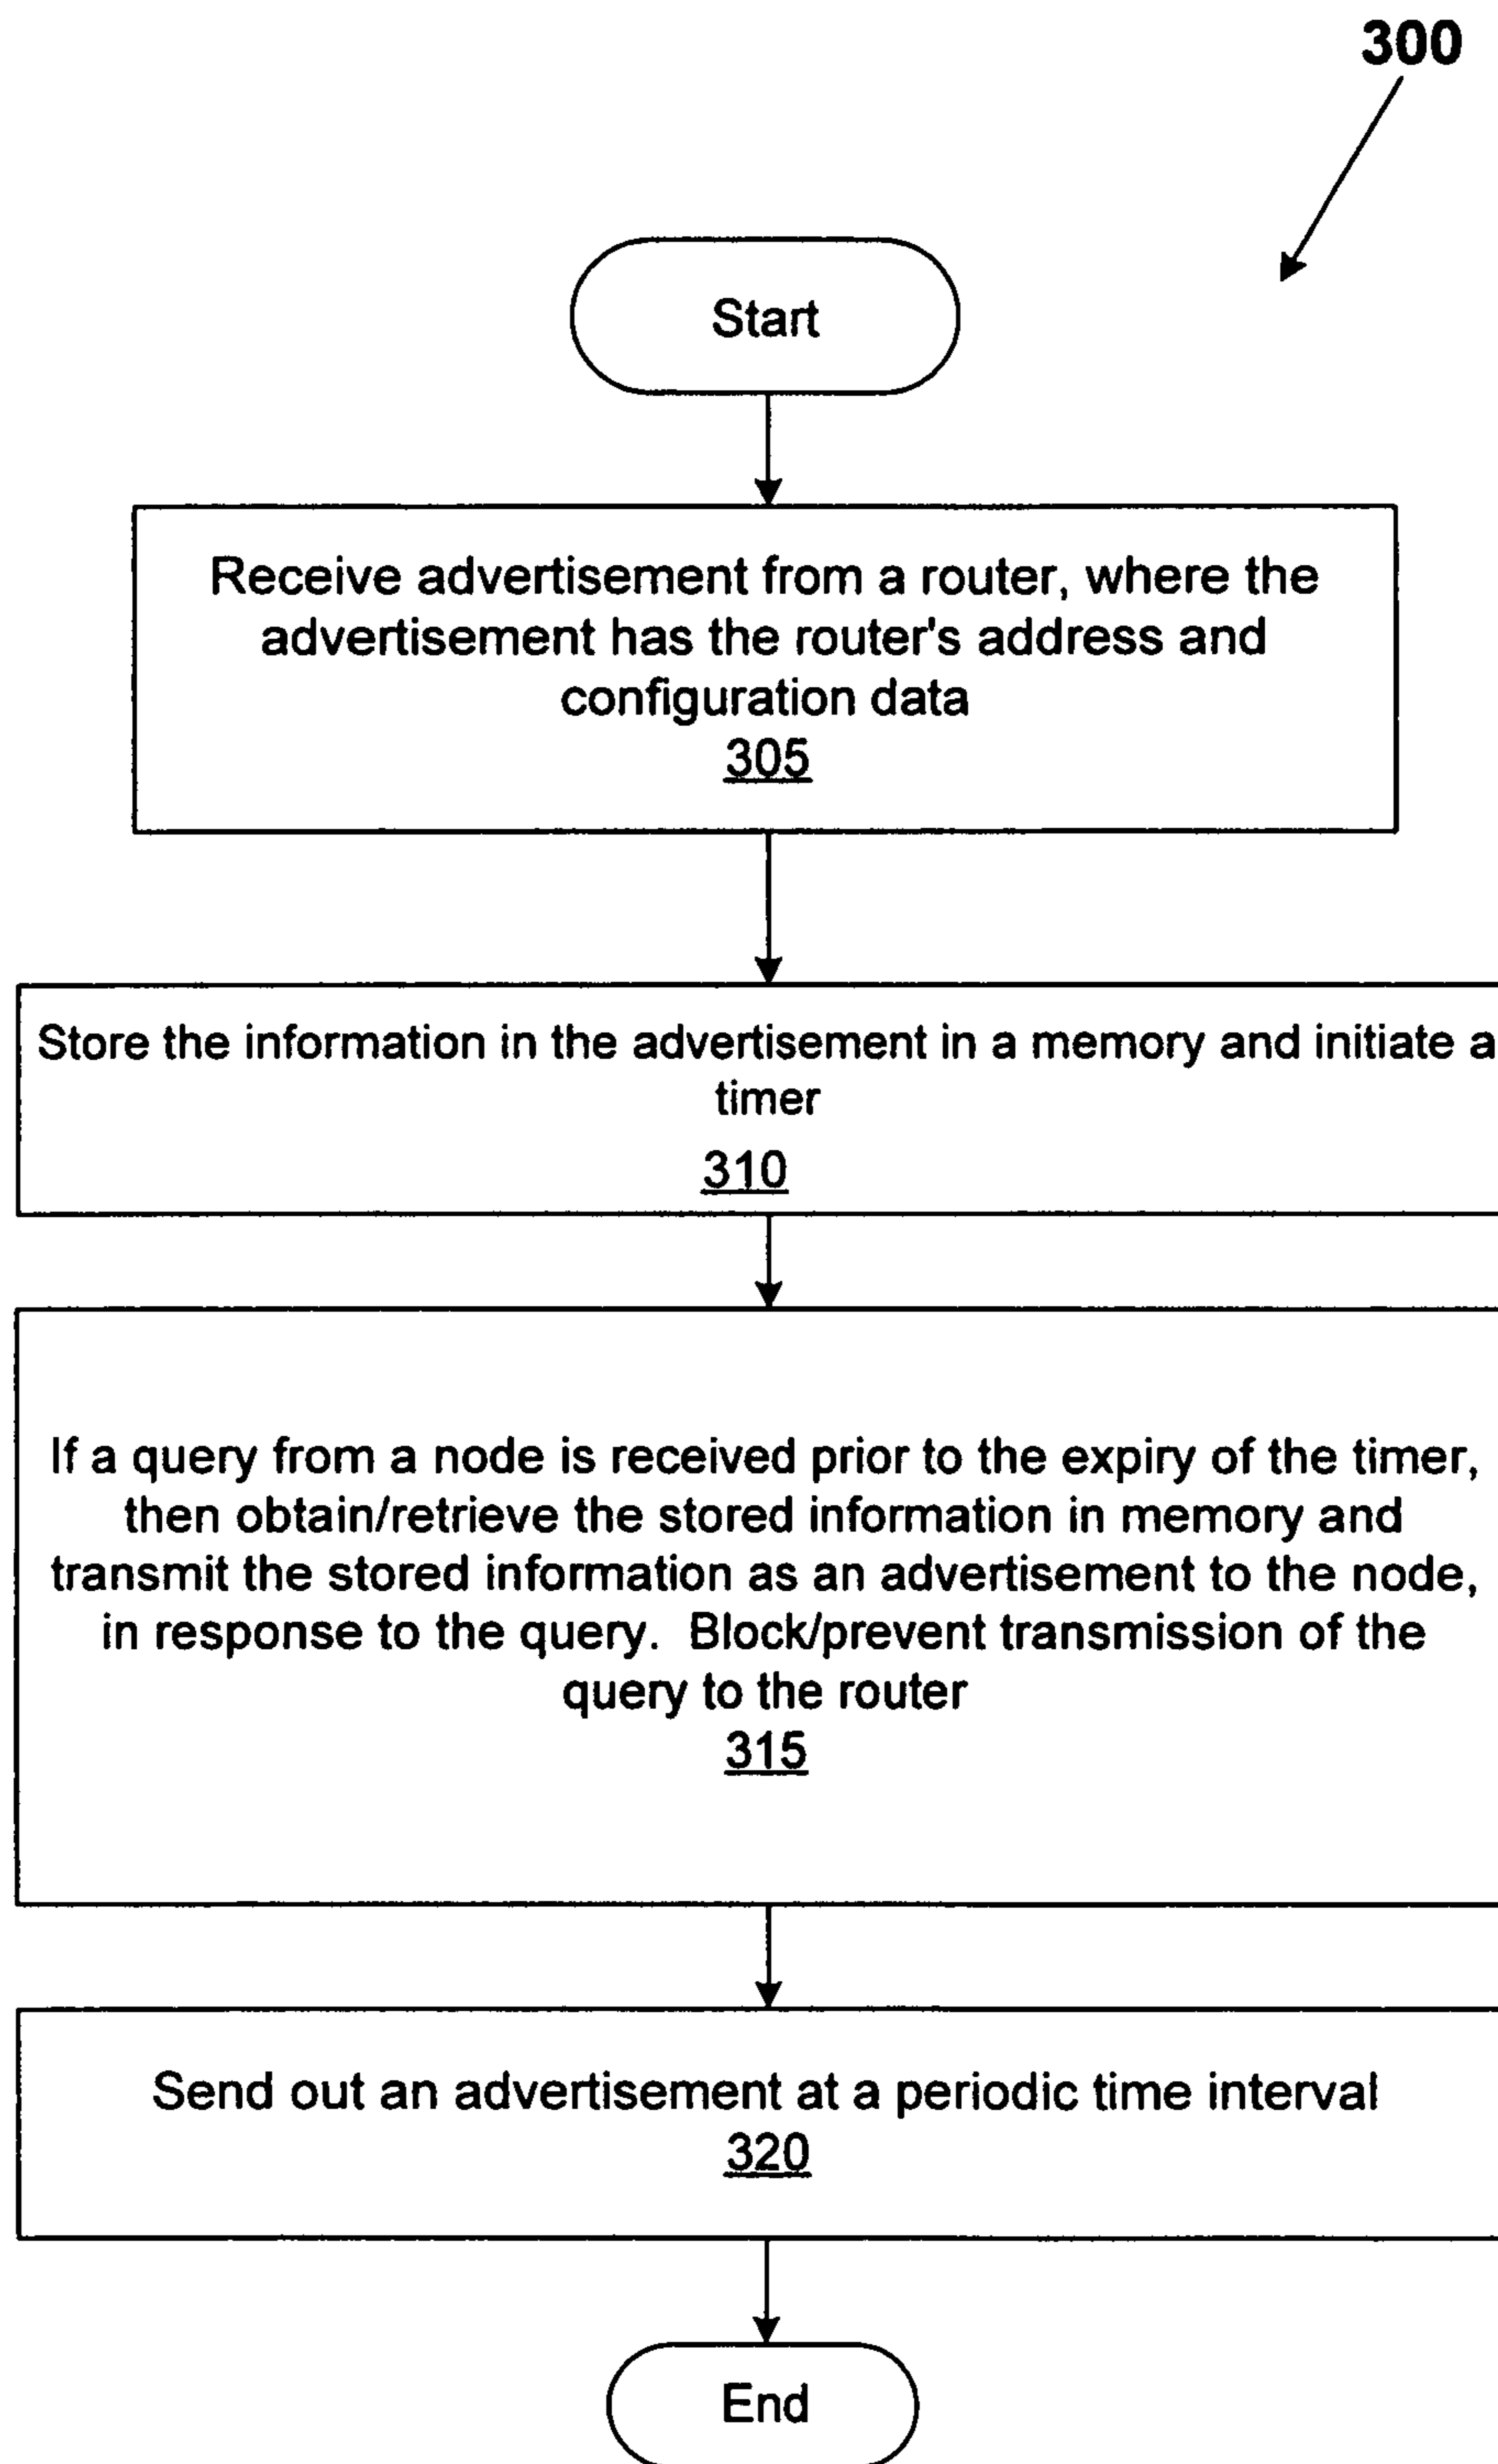 300
Start
Receive advertisement from a router, where the
advertisement has the router's address and
configuration data
305
Store the information in the advertisement in a memory and initiate a
timer
310
If a query from a node is received prior to the expiry of the timer,
then obtain/retrieve the stored information in memory and
transmit the stored information as an advertisement to the node,
in response to the query. Block/prevent transmission of the
query to the router
315
Send out an advertisement at a periodic time interval
320
End